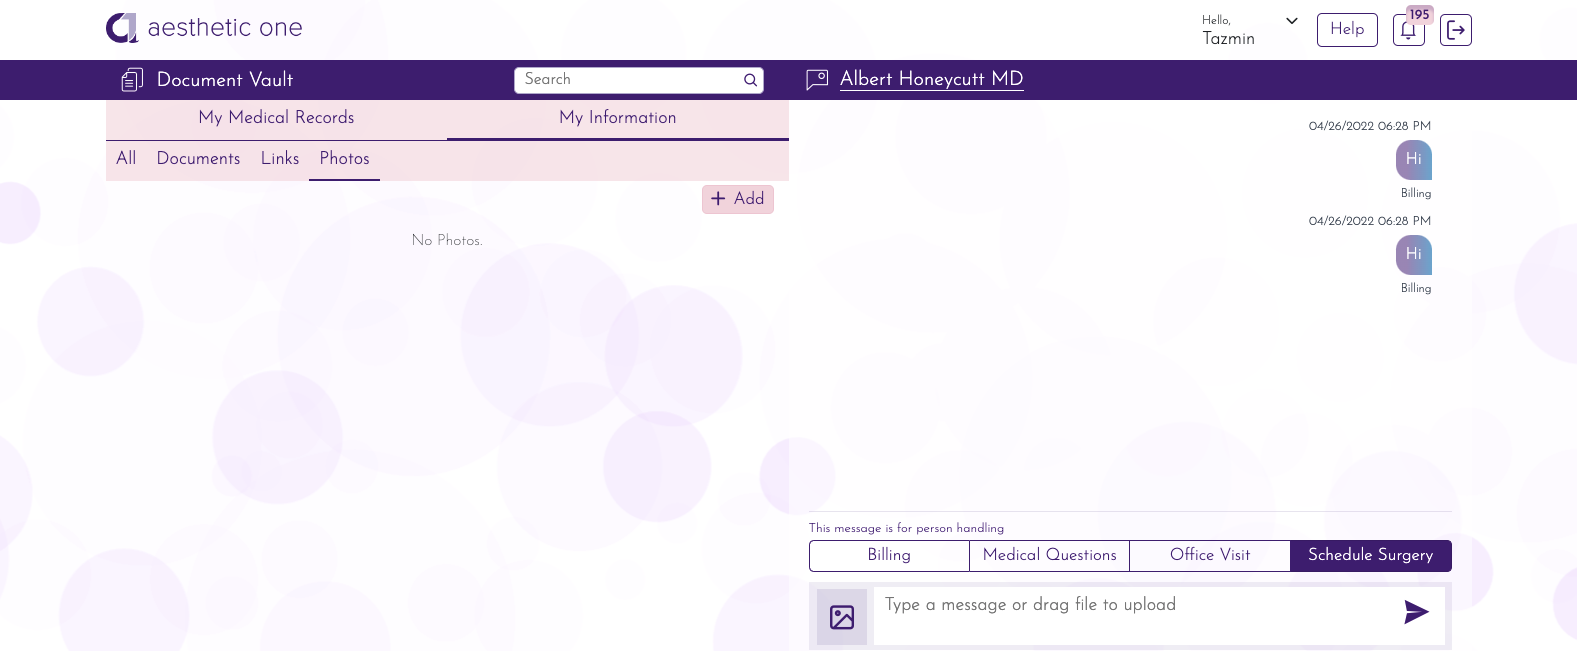 aesthetic one
Hello,
Tazmin
Help
195
Document Vault
Search
Albert Honeycutt MD
My Medical Records
My Information
All
Documents
Links
Photos
Add
No Photos.
04/26/2022 06:28 PM
Hi
Billing
04/26/2022 06:28 PM
Hi
Billing
This message is for person handling
Billing
Medical Questions
Office Visit
Schedule Surgery
Type a message or drag file to upload